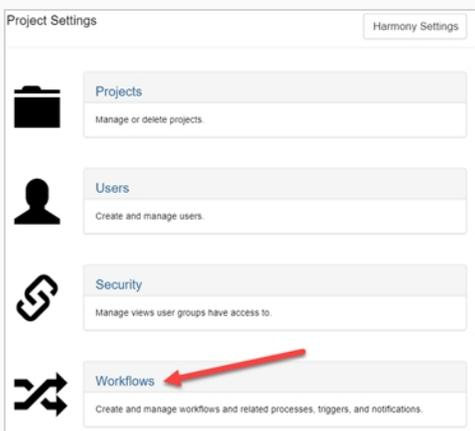 Project Settings
Harmony Settings
Projects
Manage or delete projects.
Users
Create and manage users.
Security
Manage views user groups have access to.
Workflows
Create and manage workflows and related processes, triggers, and notifications.